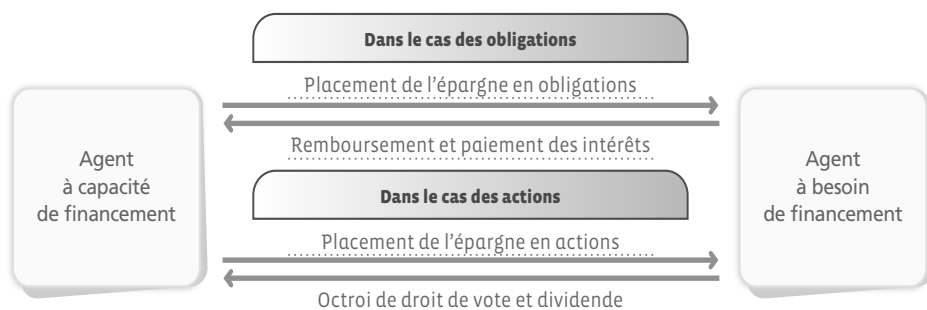 Dans le cas des obligations
Placement de l'épargne en obligations
Remboursement et paiement des intérêts
Agent
à capacité
de financement
Agent
à besoin
de financement
Dans le cas des actions
Placement de l'épargne en actions
Octroi de droit de vote et dividende